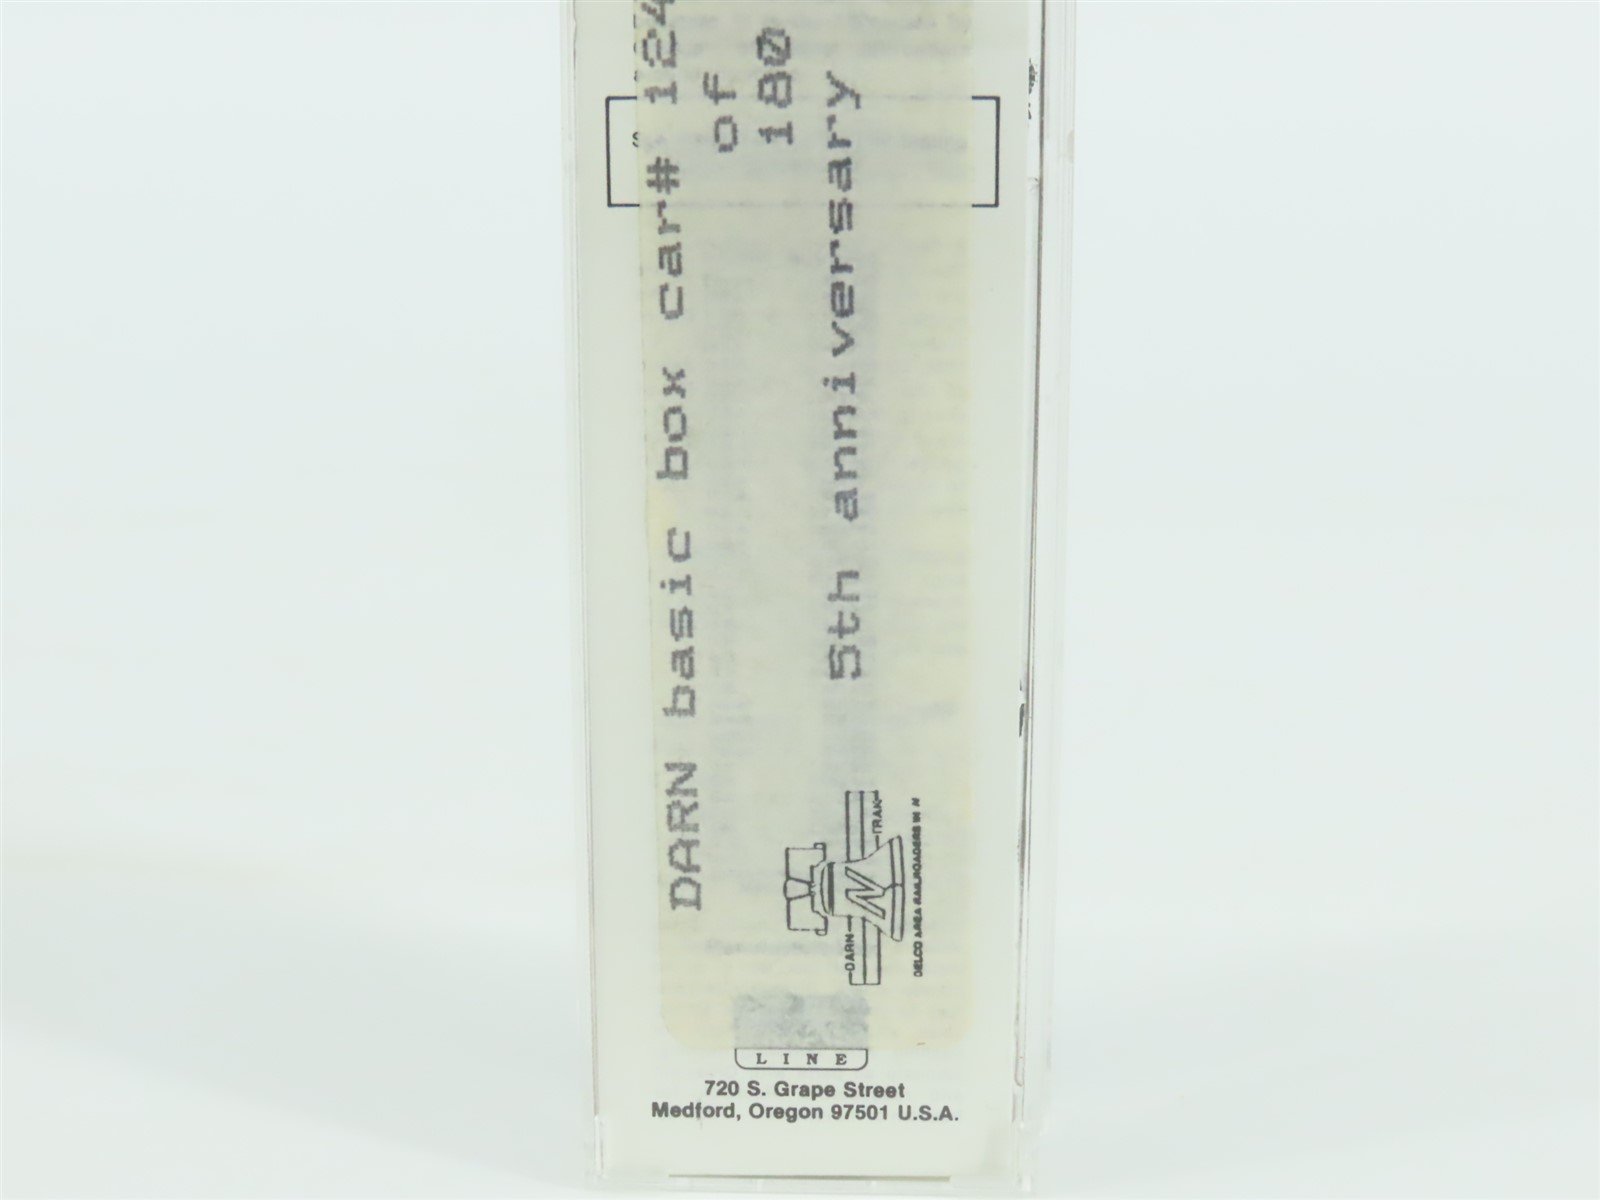 DARN basic box car# 124
of
180
5th anniversary
DARN
TRAK
N
DELCO AREA RAILROADERS IN N
LINE
720 S. Grape Street
Medford, Oregon 97501 U.S.A.